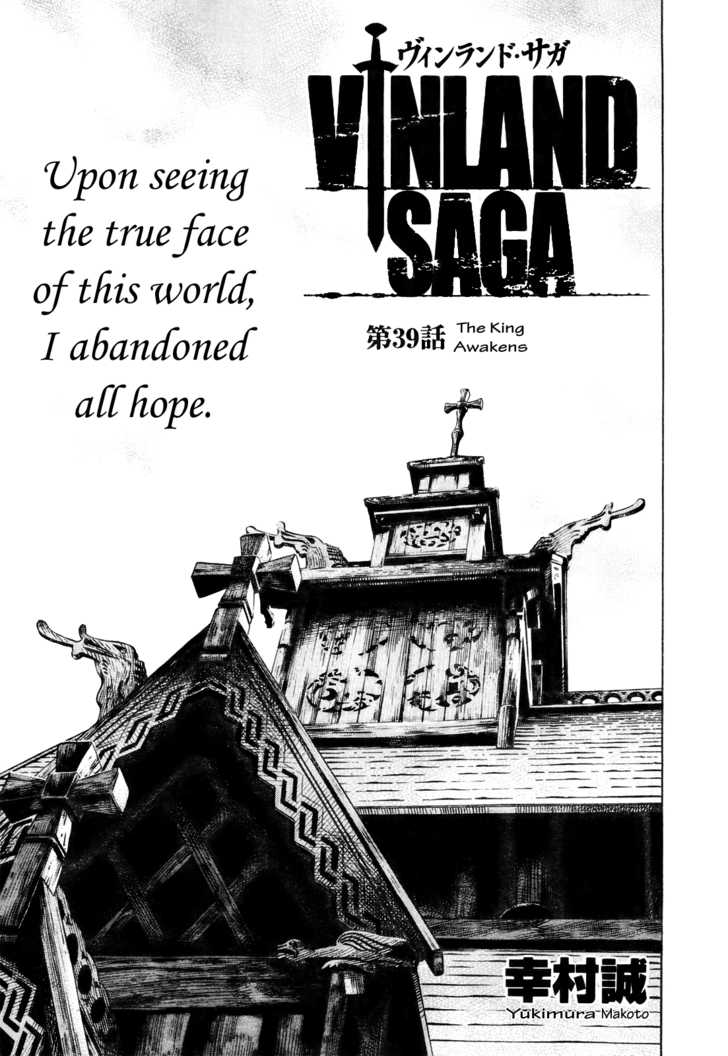 ヴィンランド・サガ
VINLAND
SAGA
第39話
The King
Awakens
Upon seeing
the true face
of this world,
I abandoned
all hope.
幸村誠
Yukimura Makoto